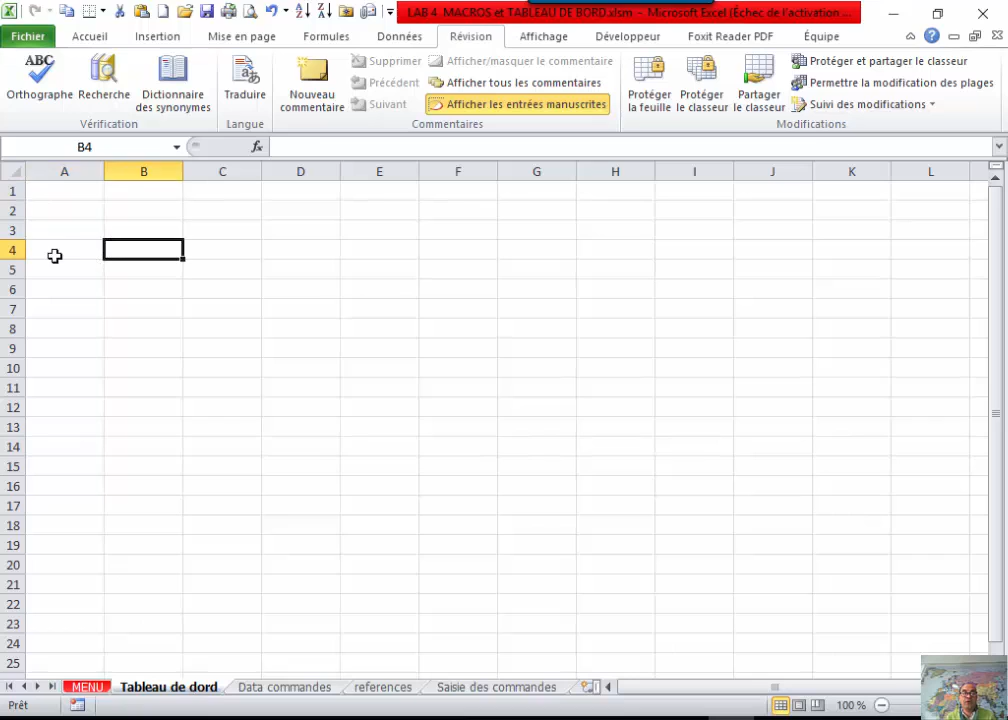 LAB 4 MACROS et TABLEAU DE BORD.xlsm - Microsoft Excel (Échec de l'activation ...
Fichier Accueil Insertion Mise en page Formules Données Révision Affichage Développeur Foxit Reader PDF Équipe
ABC
Orthographe
Recherche
Dictionnaire
des synonymes
Vérification
Traduire
Langue
Nouveau
commentaire
Supprimer
Précédent
Suivant
Afficher/masquer le commentaire
Afficher tous les commentaires
Afficher les entrées manuscrites
Commentaires
Protéger
la feuille
Protéger
le classeur
Partager
le classeur
Protéger et partager le classeur
Permettre la modification des plages
Suivi des modifications
Modifications
B4
fx
A B C D E F G H I J K L
1
2
3
4
5
6
7
8
9
10
11
12
13
14
15
16
17
18
19
20
21
22
23
24
25
MENU Tableau de dord Data commandes references Saisie des commandes
Prêt
100 %